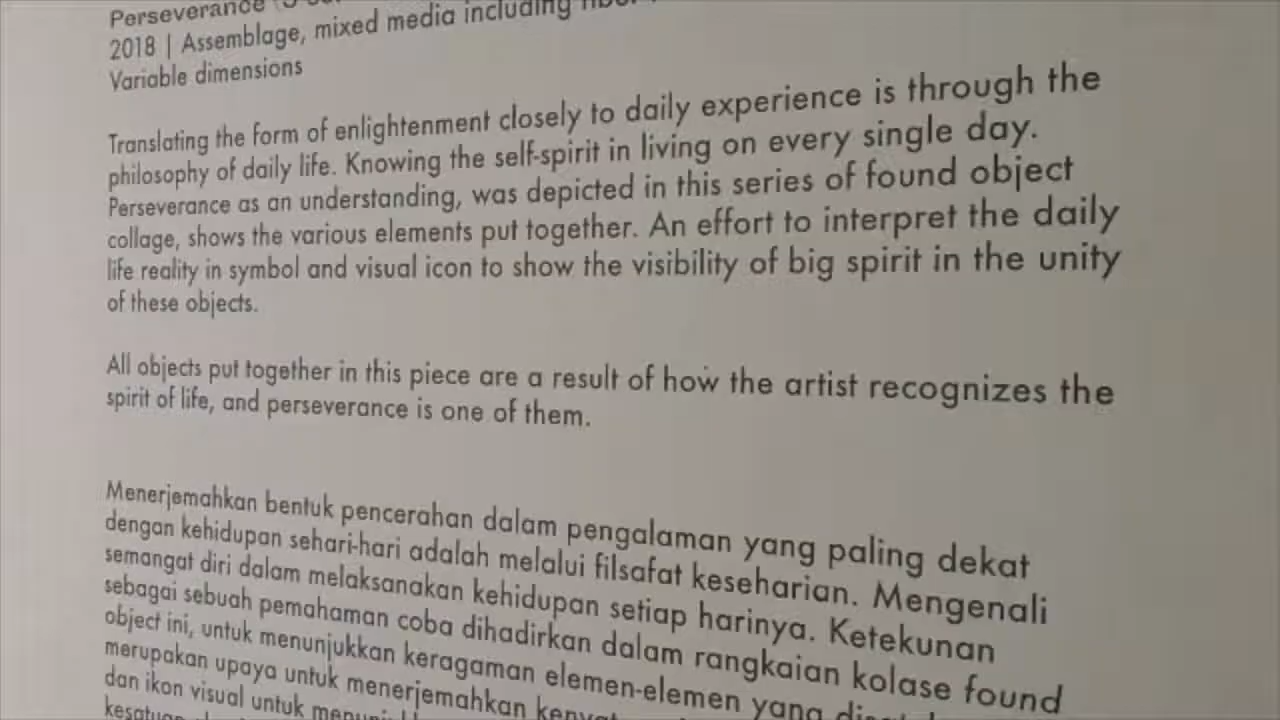 Perseverance
2018 | Assemblage, mixed media including
Variable dimensions
Translating the form of enlightenment closely to daily experience is through the
philosophy of daily life. Knowing the self-spirit in living on every single day.
Perseverance as an understanding, was depicted in this series of found object
collage, shows the various elements put together. An effort to interpret the daily
life reality in symbol and visual icon to show the visibility of big spirit in the unity
of these objects.
All objects put together in this piece are a result of how the artist recognizes the
spirit of life, and perseverance is one of them.
Menerjemahkan bentuk pencerahan dalam pengalaman yang paling dekat
dengan kehidupan sehari-hari adalah melalui filsafat keseharian. Mengenali
semangat diri dalam melaksanakan kehidupan setiap harinya. Ketekunan
sebagai sebuah pemahaman coba dihadirkan dalam rangkaian kolase found
object ini, untuk menunjukkan keragaman elemen-elemen yang
merupakan upaya untuk menerjemahkan
dan ikon visual untuk